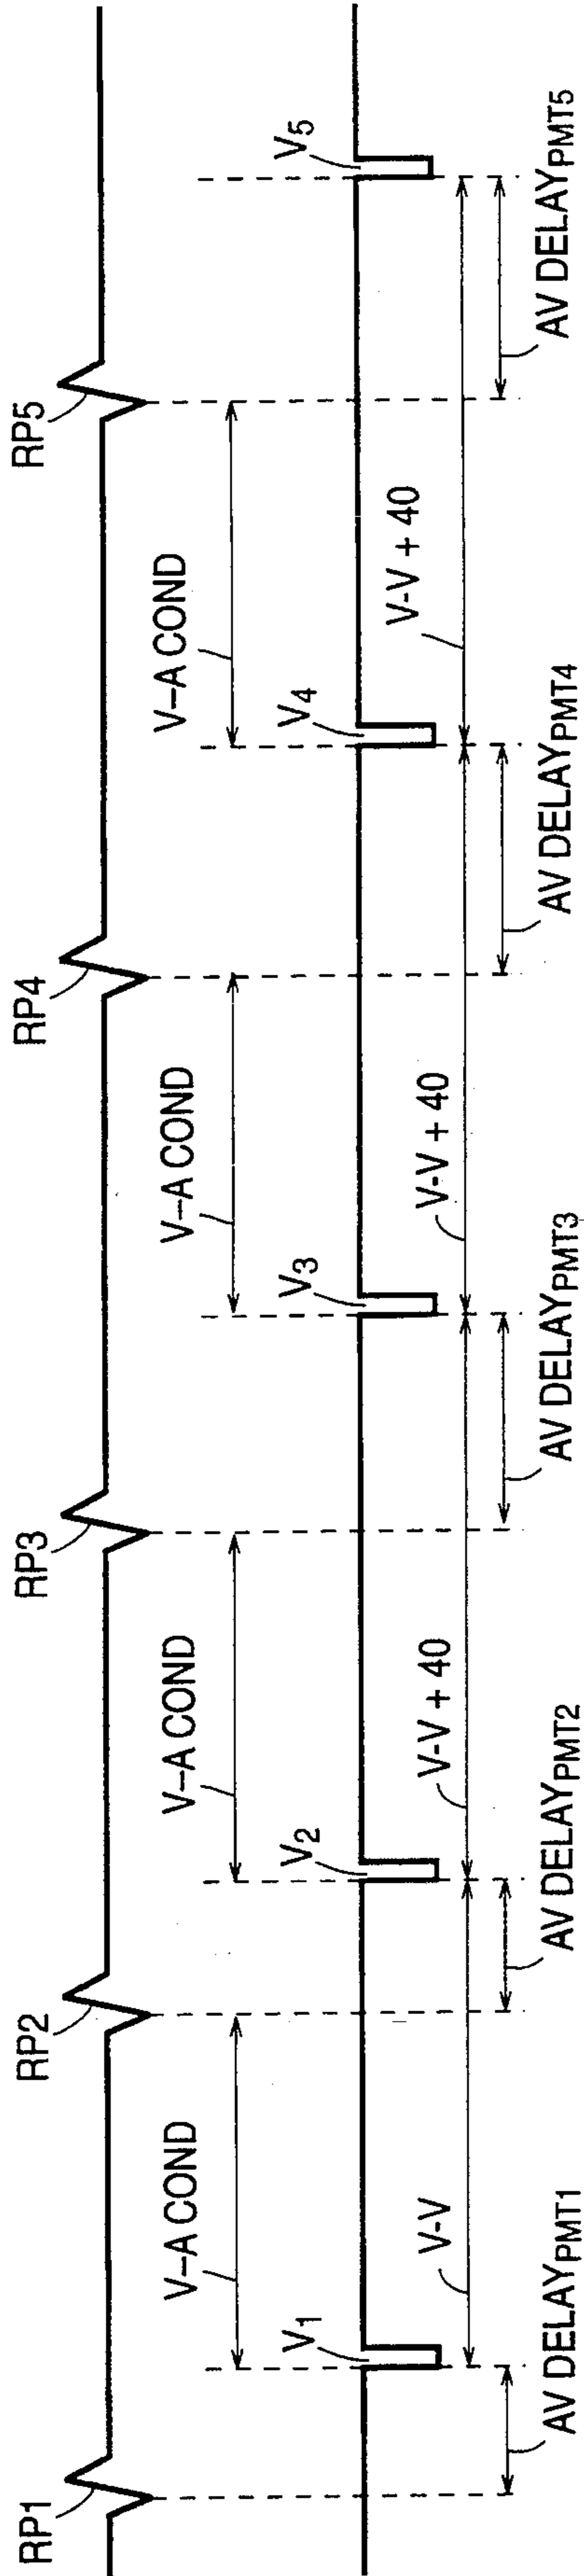 RP1
RP2
RP3
RP4
RP5
V–A COND
V–A COND
V–A COND
V–A COND
V1
V2
V3
V4
V5
V-V
V-V + 40
V-V + 40
V-V + 40
AV DELAYPMT1
AV DELAYPMT2
AV DELAYPMT3
AV DELAYPMT4
AV DELAYPMT5